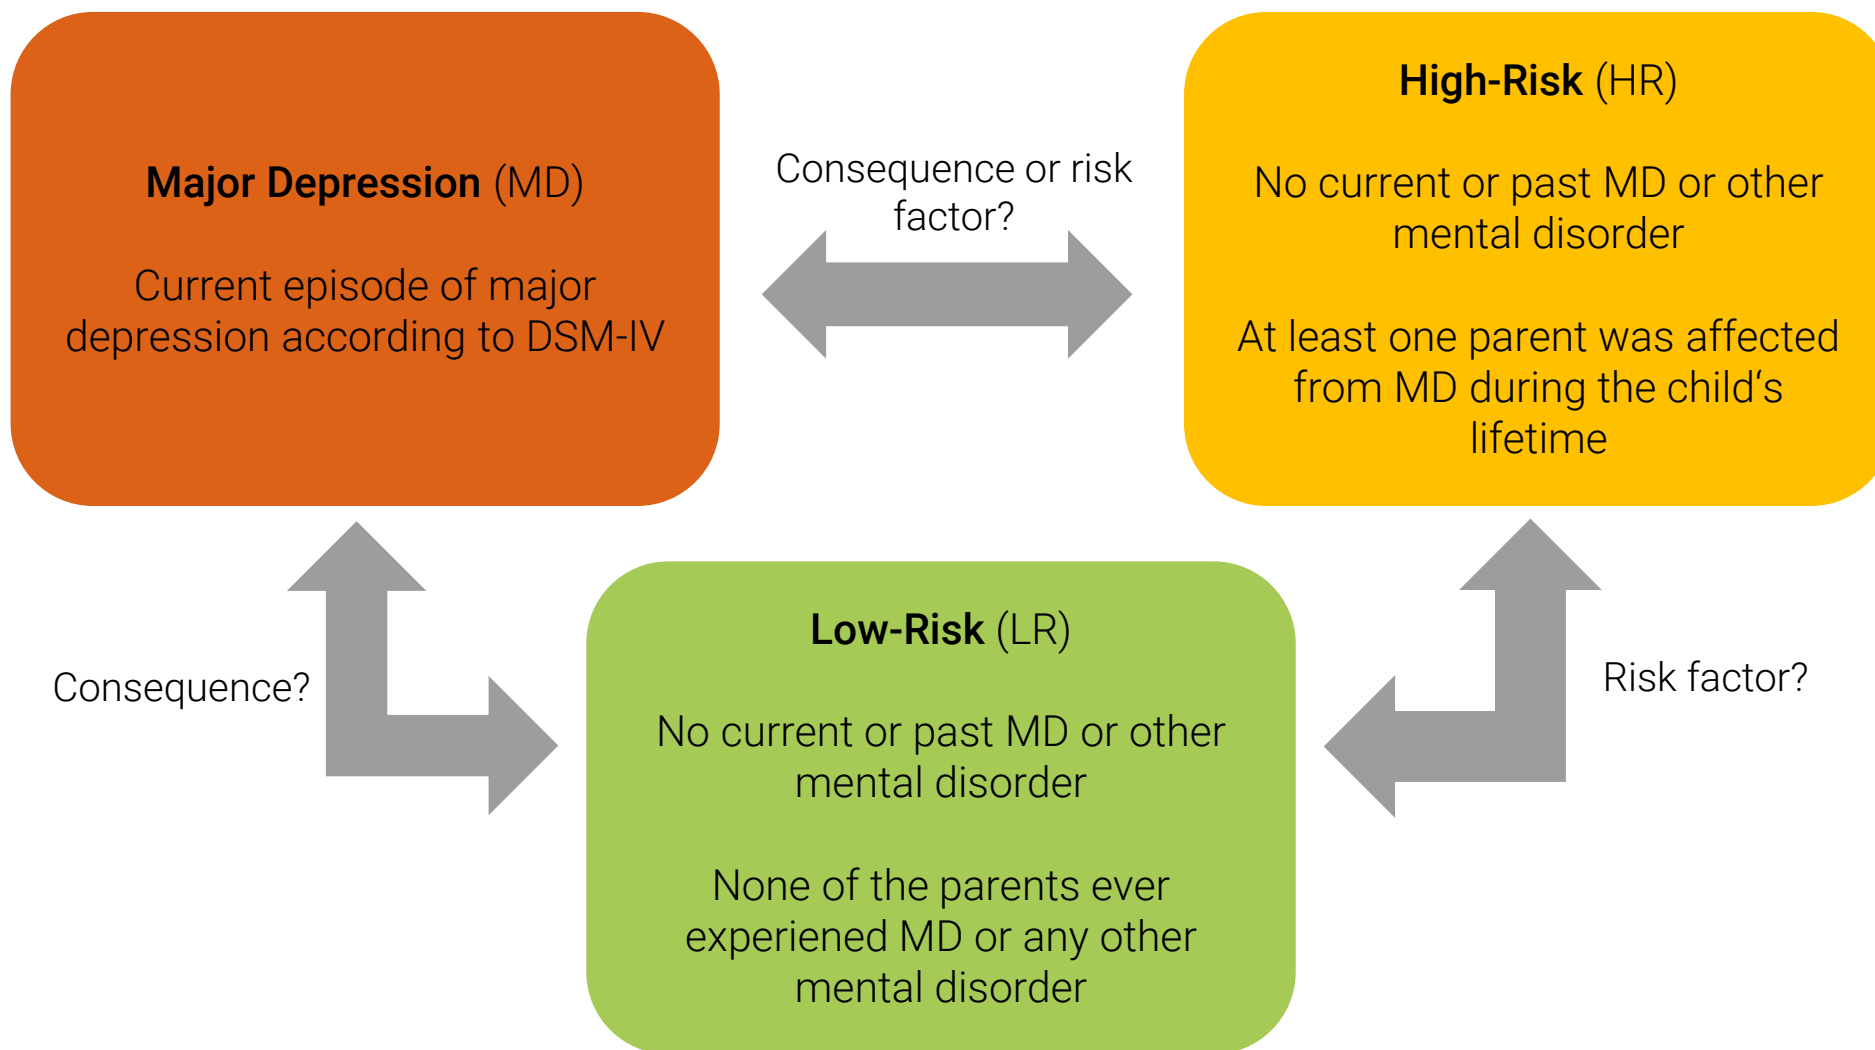 Major Depression (MD)
Current episode of major
depression according to DSM-IV
Consequence or risk
factor?
High-Risk (HR)
No current or past MD or other
mental disorder
At least one parent was affected
from MD during the child‘s
lifetime
Consequence?
Low-Risk (LR)
No current or past MD or other
mental disorder
None of the parents ever
experiened MD or any other
mental disorder
Risk factor?